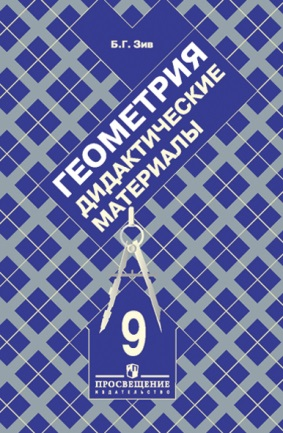 Б.Г. Зив
ГЕОМЕТРИЯ
ДИДАКТИЧЕСКИЕ
МАТЕРИАЛЫ
9
ПРОСВЕЩЕНИЕ
ИЗДАТЕЛЬСТВО